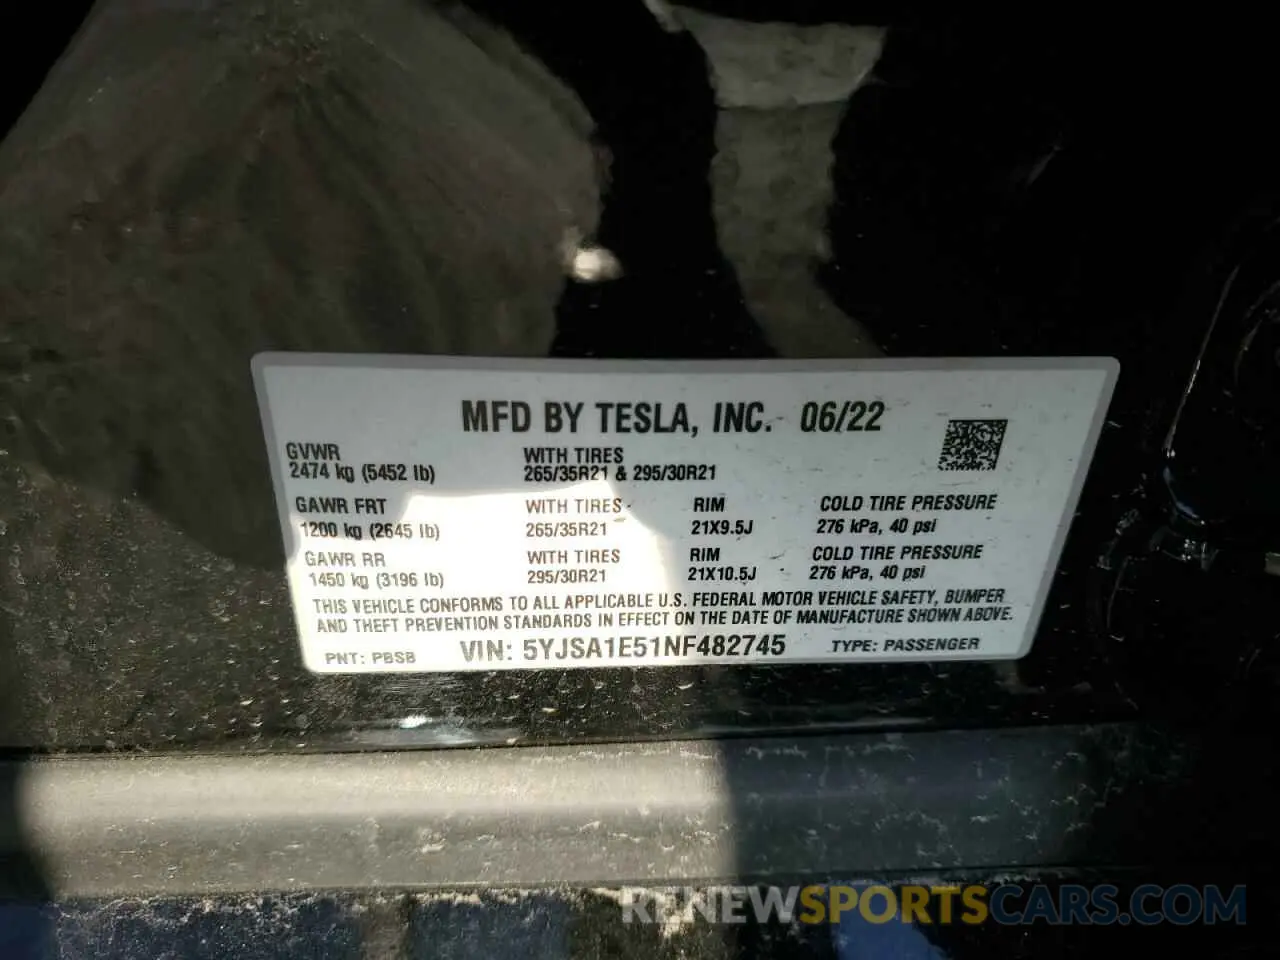 MFD BY TESLA, INC. 06/22
GVWR
2474 kg (5452 lb)
WITH TIRES
265/35R21 & 295/30R21
GAWR FRT
1200 kg (2645 lb)
WITH TIRES
265/35R21
RIM
21X9.5J
COLD TIRE PRESSURE
276 kPa, 40 psi
GAWR RR
1450 kg (3196 lb)
WITH TIRES
295/30R21
RIM
21X10.5J
COLD TIRE PRESSURE
276 kPa, 40 psi
THIS VEHICLE CONFORMS TO ALL APPLICABLE U.S. FEDERAL MOTOR VEHICLE SAFETY, BUMPER
AND THEFT PREVENTION STANDARDS IN EFFECT ON THE DATE OF MANUFACTURE SHOWN ABOVE.
PNT: PBSB VIN: 5YJSA1E51NF482745 TYPE: PASSENGER
RENEWSPORTSCARS.COM